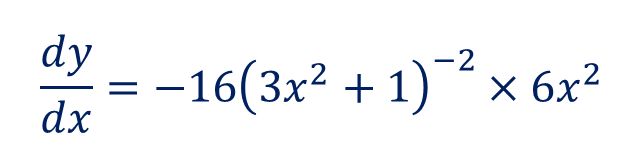 dy/dx = −16(3x² + 1)⁻² × 6x²